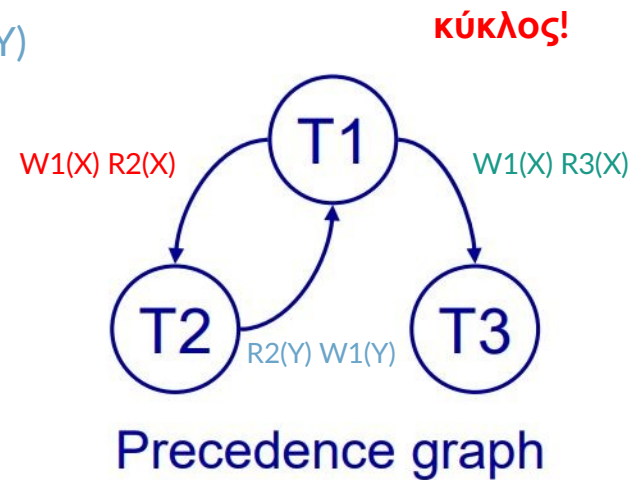 κύκλος!
Y)
T1
W1(X) R2(X)
W1(X) R3(X)
T2
T3
R2(Y) W1(Y)
Precedence graph